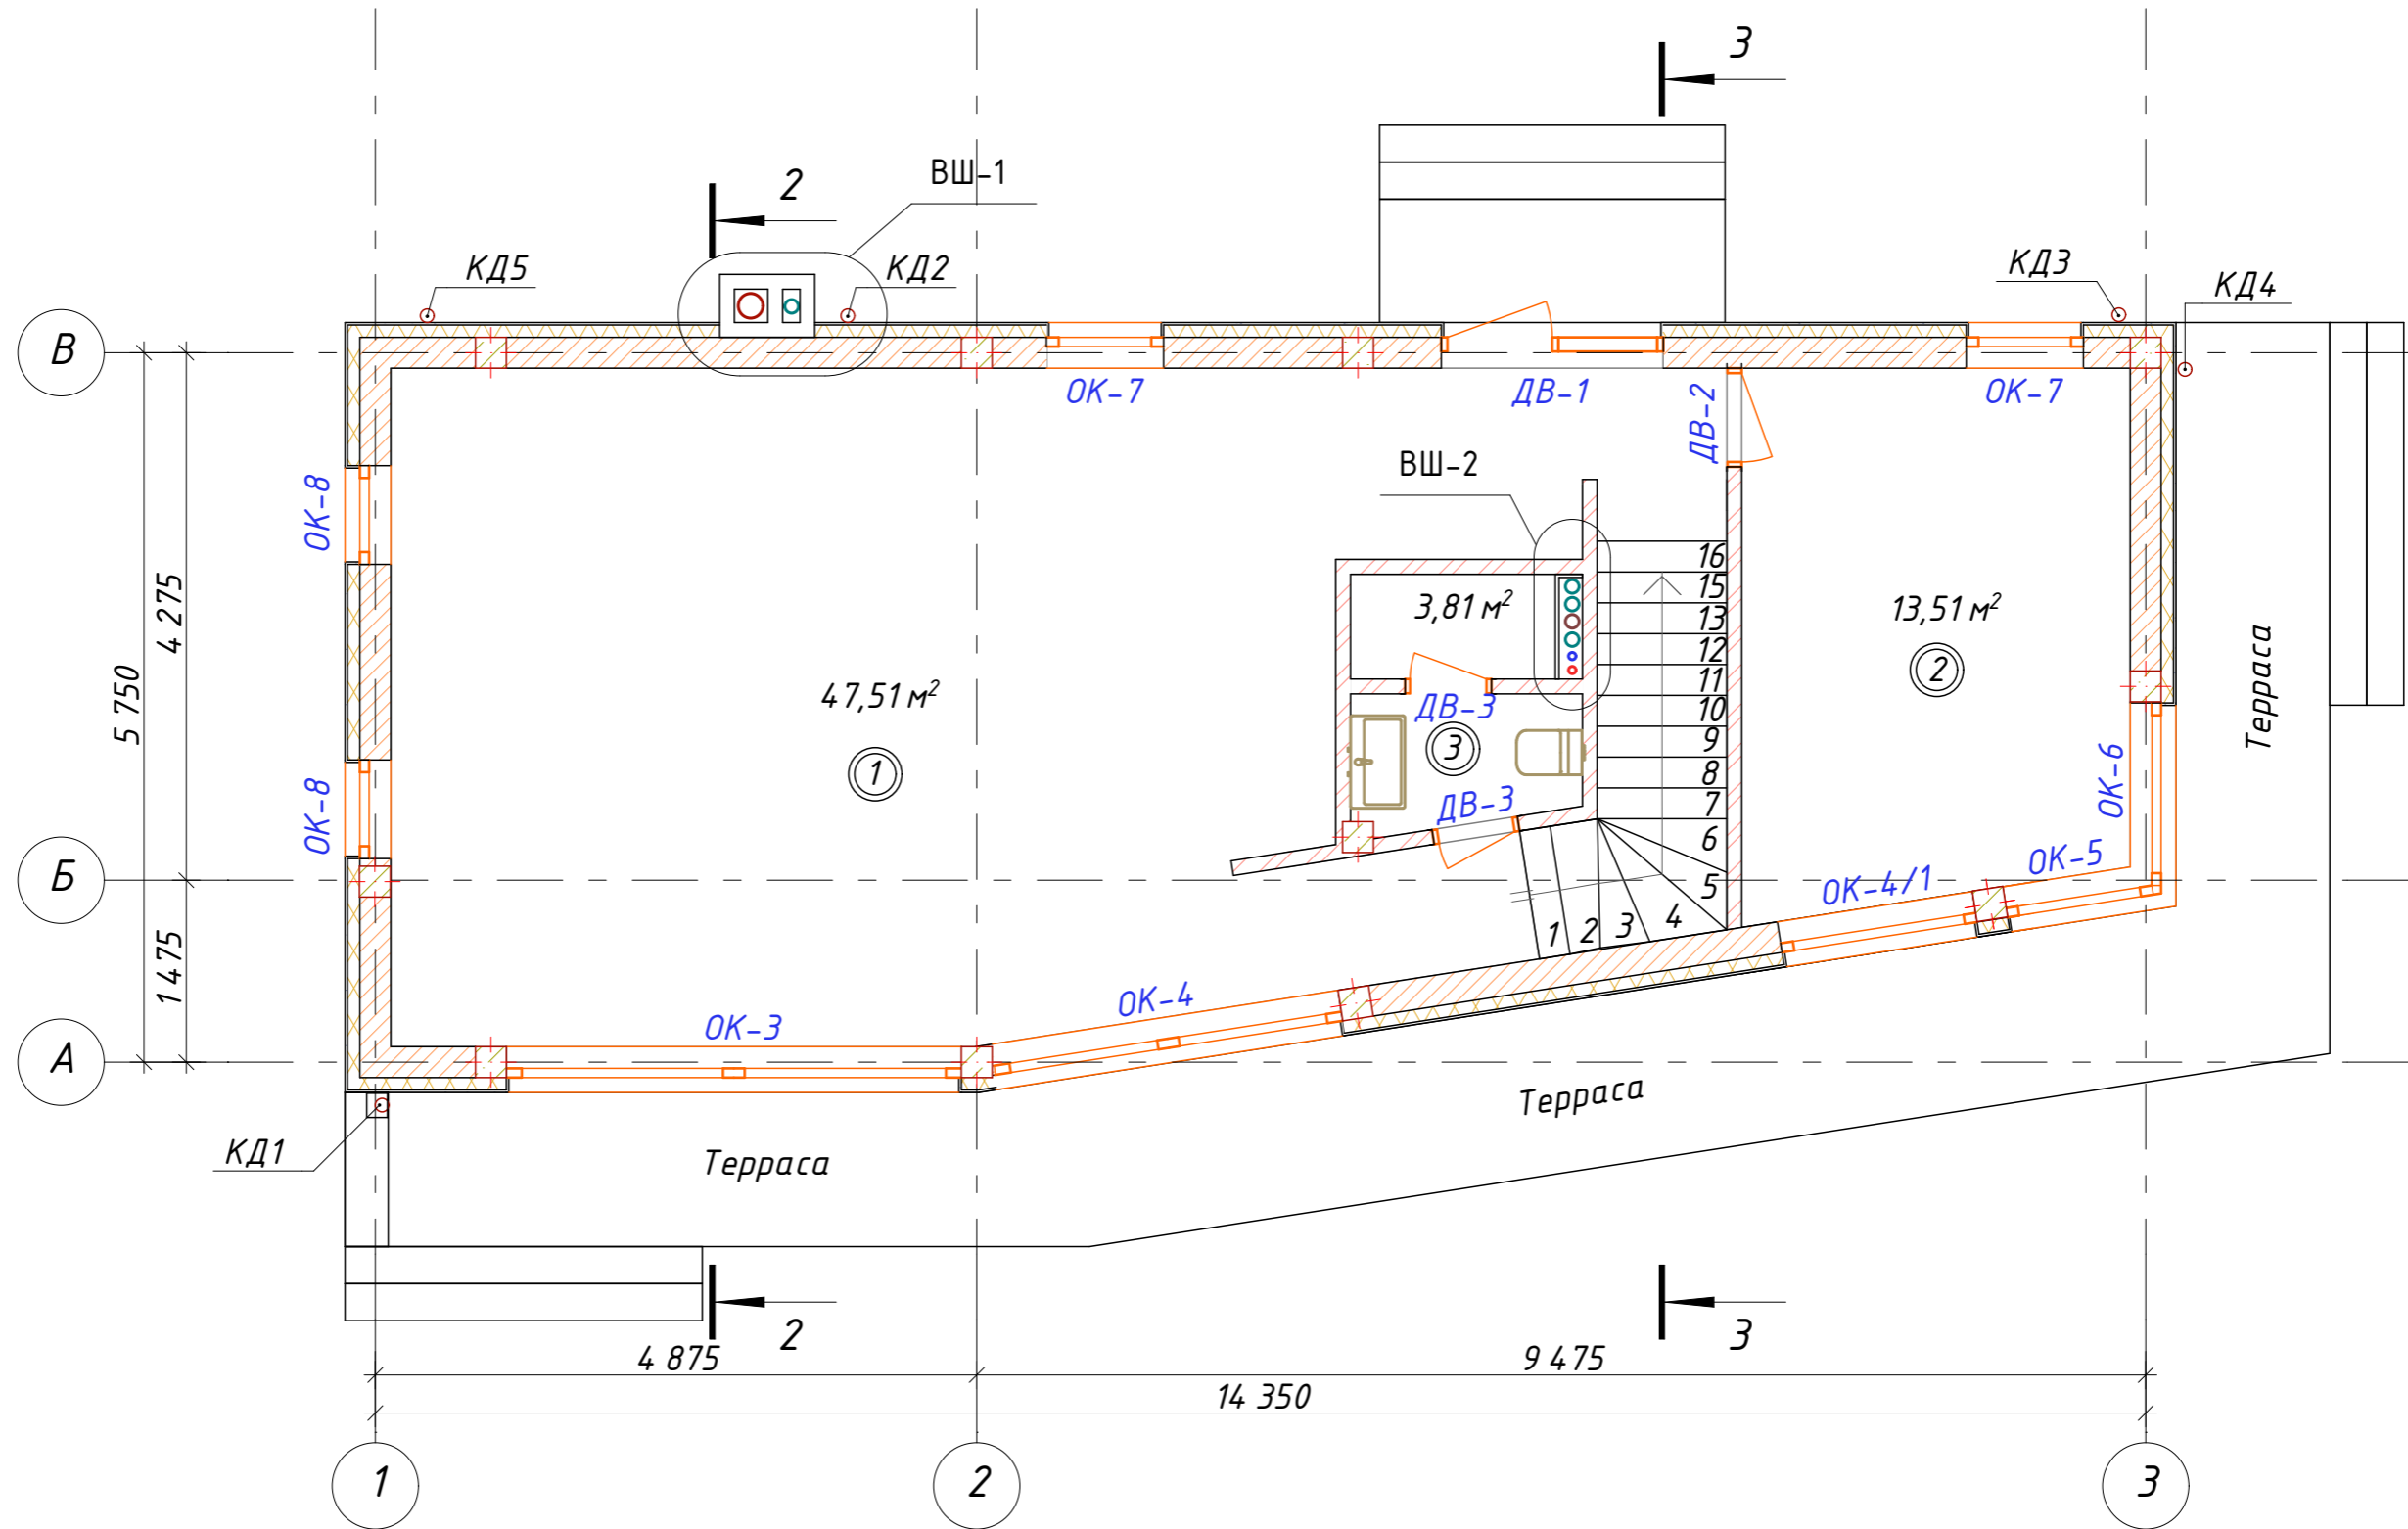 3
2
ВШ-1
КД5
КД2
КД3
КД4
В
ОК-7
ДВ-1
ДВ-2
ОК-7
ВШ-2
ОК-8
16
15
13
12
11
10
9
8
7
6
5
4
3
2
1
3,81 м²
13,51 м²
2
4 275
5 750
47,51 м²
1
ДВ-3
3
ДВ-3
Терраса
ОК-6
ОК-8
Б
ОК-5
ОК-4/1
1 475
ОК-4
ОК-3
А
Терраса
КД1
Терраса
2
3
4 875
9 475
14 350
1
2
3